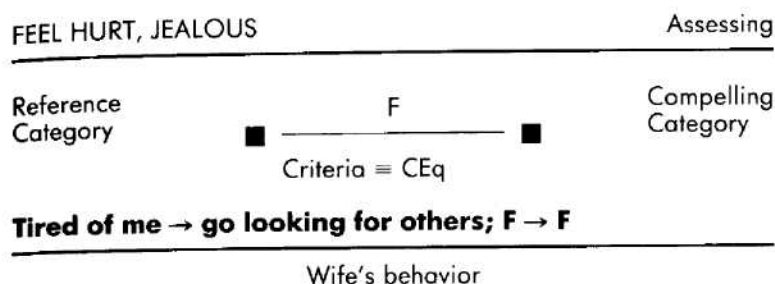 FEEL HURT, JEALOUS Assessing
Reference Category F Compelling Category
■ ■
Criteria ≡ CEq
Tired of me → go looking for others; F → F
Wife's behavior